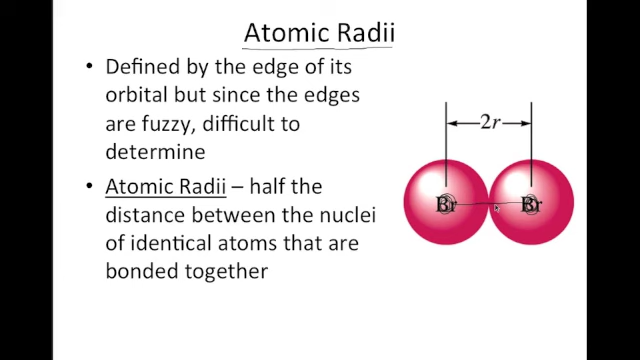 Atomic Radii
• Defined by the edge of its
orbital but since the edges
are fuzzy, difficult to
determine
• Atomic Radii – half the
distance between the nuclei
of identical atoms that are
bonded together
2r
Br Br